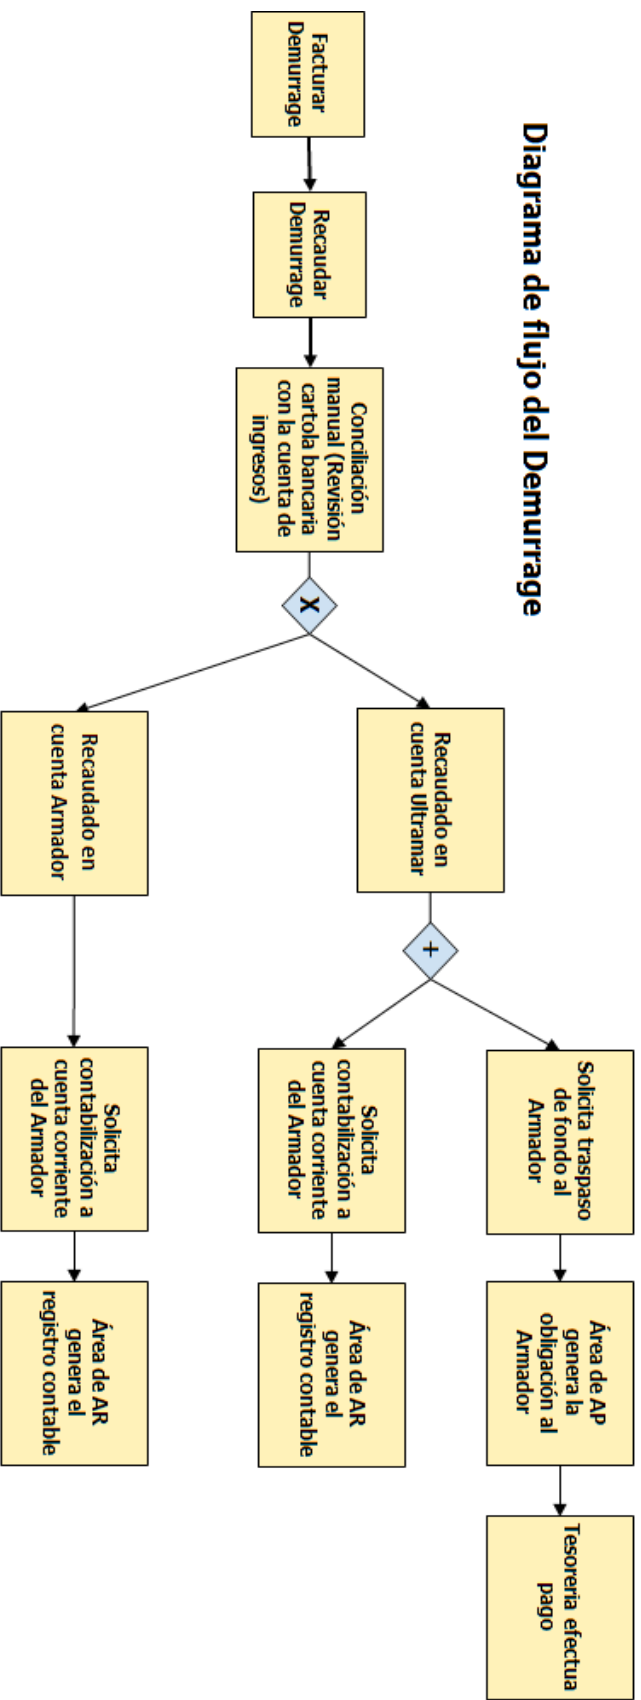 Diagrama de flujo del Demurrage
Facturar
Demurrage
Recaudar
Demurrage
Conciliación
manual (Revisión
cartola bancaria
con la cuenta de
ingresos)
X
Recaudado en
cuenta Ultramar
+
Solicita traspaso
de fondo al
Armador
Área de AP
genera la
obligación al
Armador
Tesoreria efectua
pago
Solicita
contabilización a
cuenta corriente
del Armador
Área de AR
genera el
registro contable
Recaudado en
cuenta Armador
Solicita
contabilización a
cuenta corriente
del Armador
Área de AR
genera el
registro contable